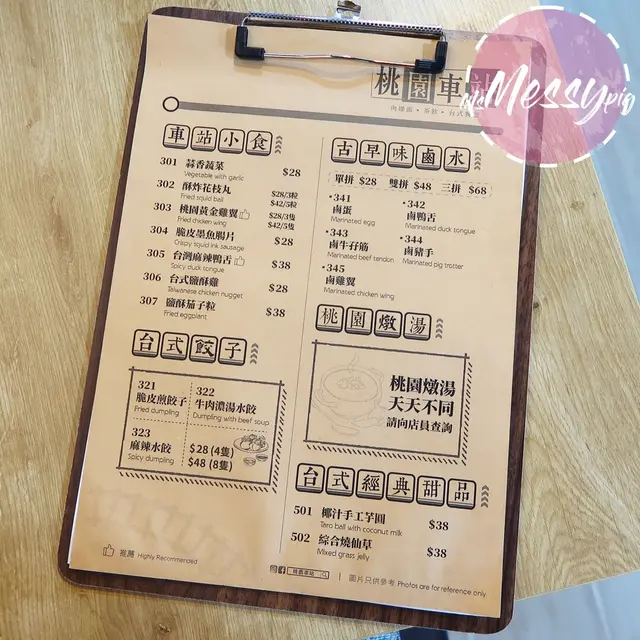 桃園車站
肉燥飯 • 茶飲 • 台式食
MsMessypig
車站小食
301 蒜香蔬菜 $28
Vegetable with garlic
302 酥炸花枝丸 $28/3粒 $42/5粒
Fried squid ball
303 桃園黃金雞翼 $28/3隻 $42/5隻
Fried chicken wing
304 脆皮墨魚腸片 $28
Crispy squid ink sausage
305 台灣麻辣鴨舌 $38
Spicy duck tongue
306 台式鹽酥雞 $28
Taiwanese chicken nugget
307 鹽酥茄子粒 $38
Fried eggplant
台式餃子
321
脆皮煎餃子
Fried dumpling
322
牛肉濃湯水餃
Dumpling with beef soup
323
麻辣水餃
Spicy dumpling
$28 (4隻)
$48 (8隻)
推薦 Highly Recommended
古早味鹵水
單拼 $28 雙拼 $48 三拼 $68
•341
鹵蛋
Marinated egg
•342
鹵鴨舌
Marinated duck tongue
•343
鹵牛孖筋
Marinated beef tendon
•344
鹵豬手
Marinated pig trotter
•345
鹵雞翼
Marinated chicken wing
桃園燉湯
桃園燉湯
天天不同
請向店員查詢
台式經典甜品
501 椰汁手工芋圓 $38
Taro ball with coconut milk
502 綜合燒仙草 $38
Mixed grass jelly
桃園車站
圖片只供參考 Photos are for reference only